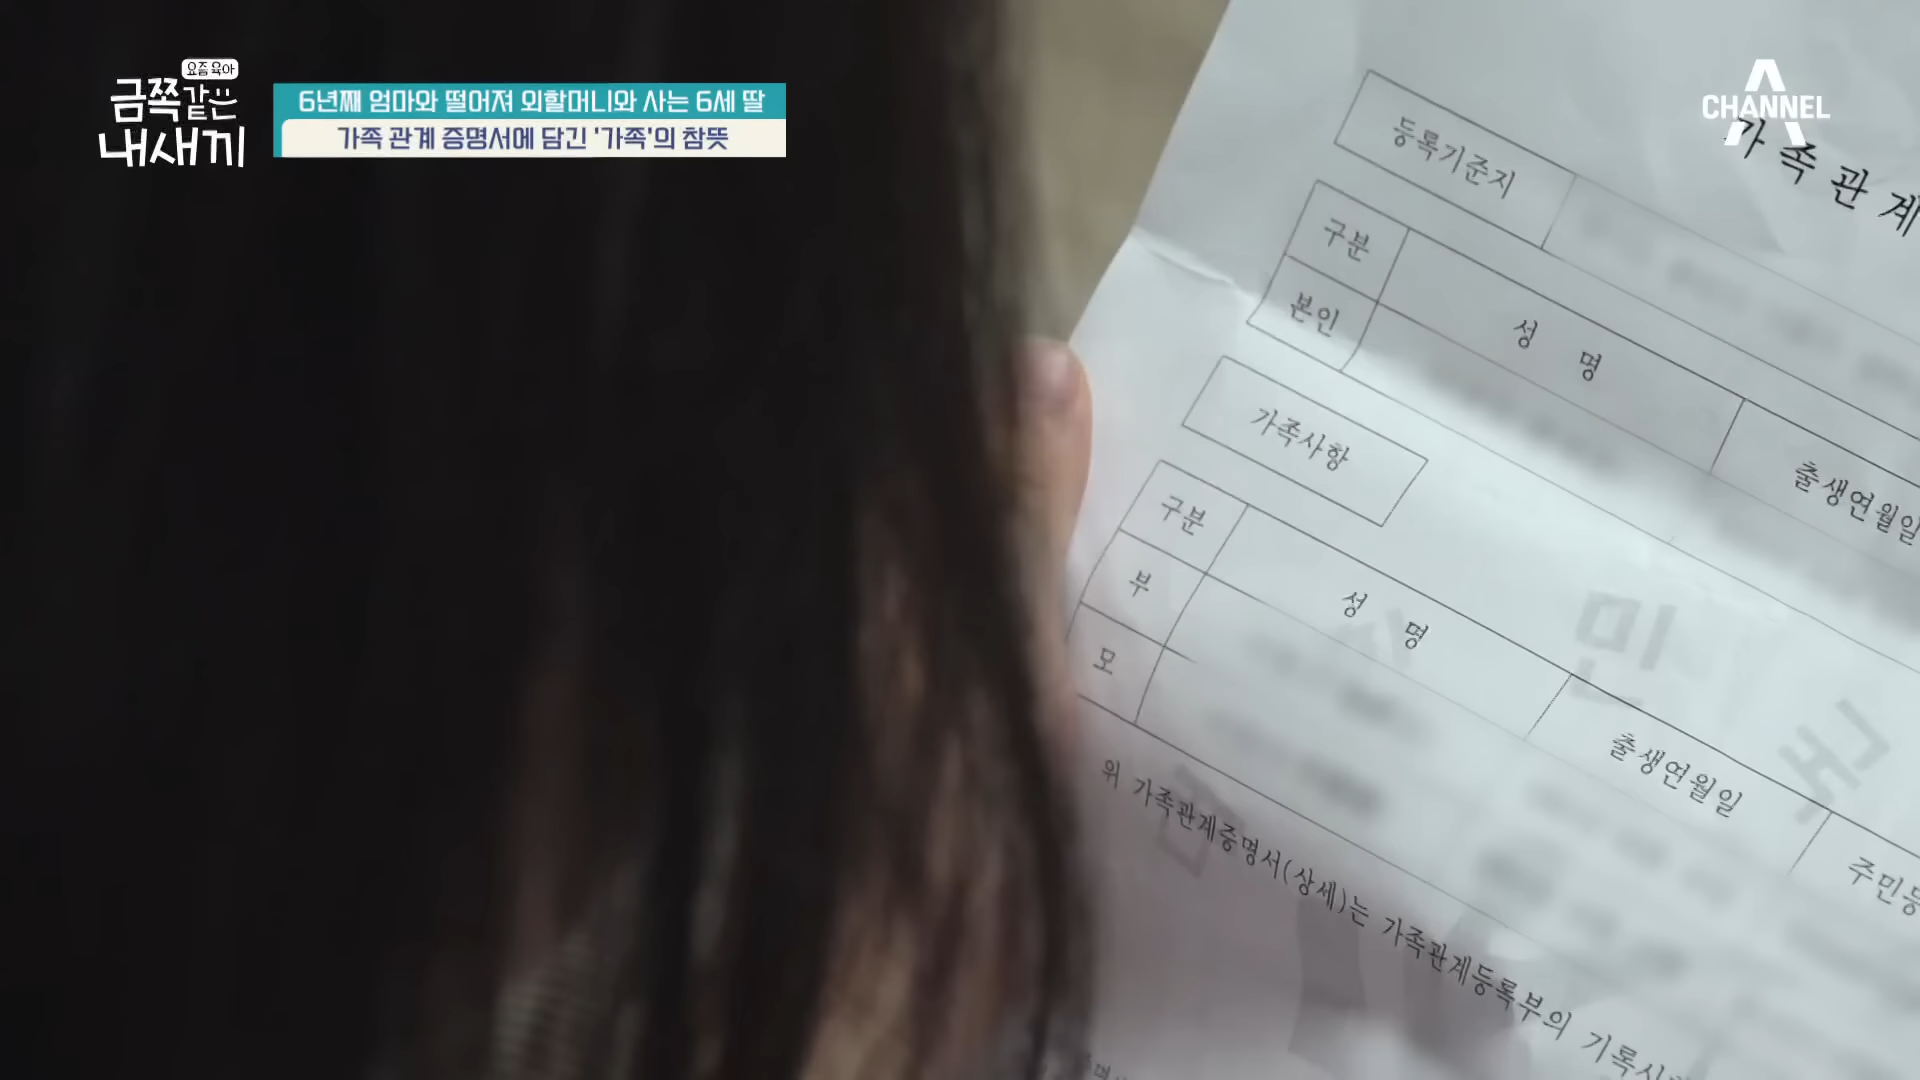 요즘 육아
금쪽같은
내새끼
6년째 엄마와 떨어져 외할머니와 사는 6세 딸
가족 관계 증명서에 담긴 '가족'의 참뜻
CHANNEL A
가족관계
등록기준지
구분 성 명 출생연월일
본인
가족사항
구분 성 명 출생연월일 주민등
부
모
위 가족관계증명서(상세)는 가족관계등록부의 기록사